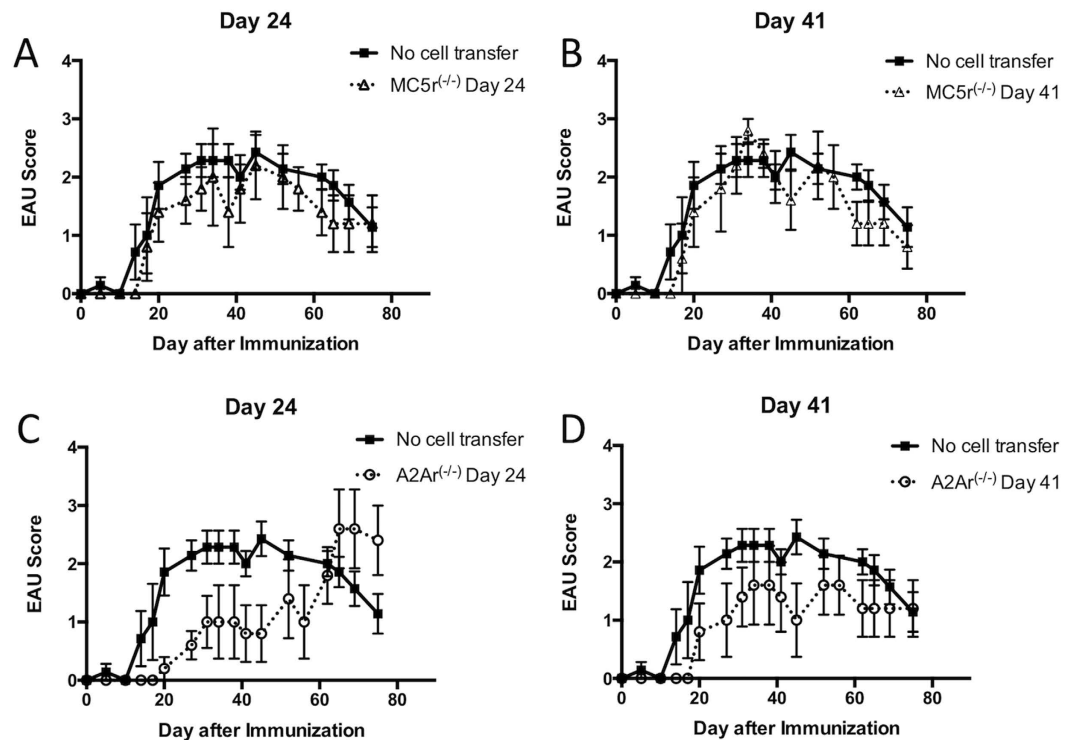 Day 24
A
No cell transfer
MC5r(-/-) Day 24
EAU Score
4
3
2
1
0
0 20 40 60 80
Day after Immunization
Day 41
B
No cell transfer
MC5r(-/-) Day 41
EAU Score
4
3
2
1
0
0 20 40 60 80
Day after Immunization
Day 24
C
No cell transfer
A2Ar(-/-) Day 24
EAU Score
4
3
2
1
0
0 20 40 60 80
Day after Immunization
Day 41
D
No cell transfer
A2Ar(-/-) Day 41
EAU Score
4
3
2
1
0
0 20 40 60 80
Day after Immunization